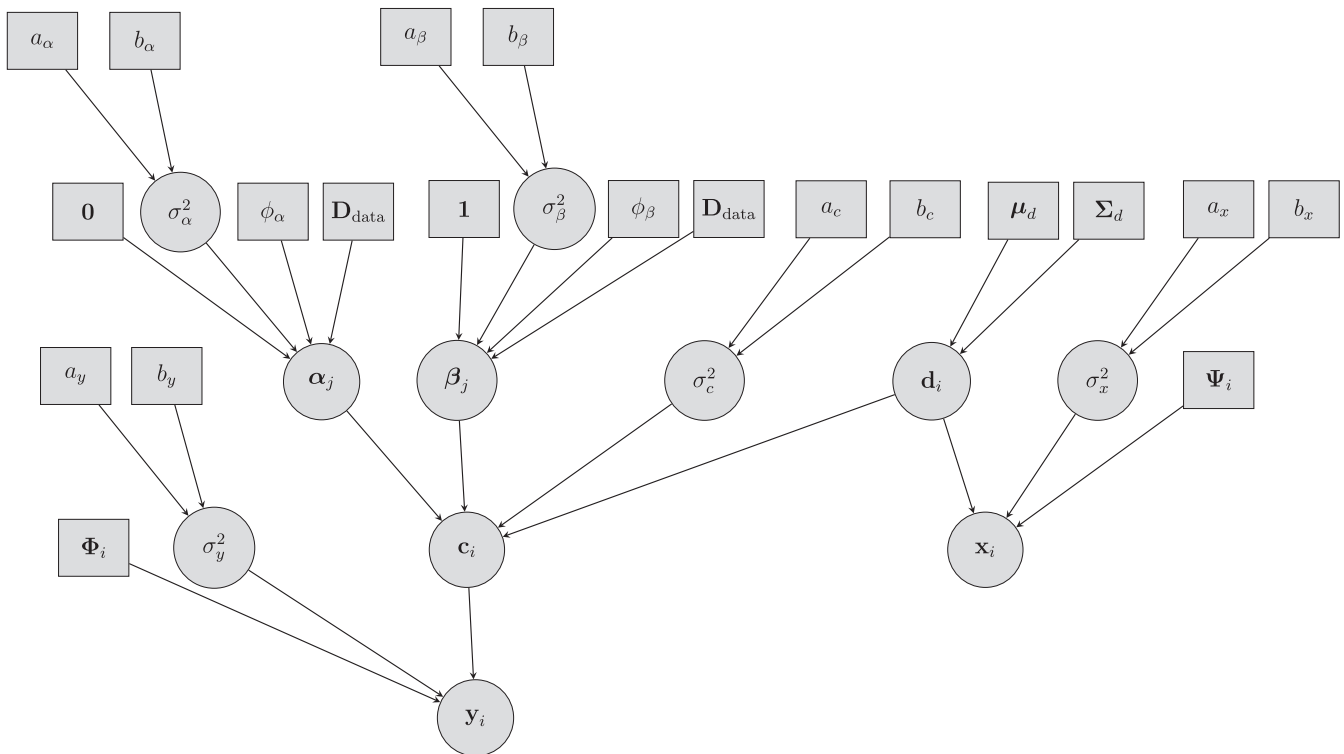 a_α b_α a_β b_β
0 σ²_α ϕ_α D_data 1 σ²_β ϕ_β D_data a_c b_c μ_d Σ_d a_x b_x
a_y b_y α_j β_j σ²_c d_i σ²_x Ψ_i
Φ_i σ²_y c_i x_i
y_i